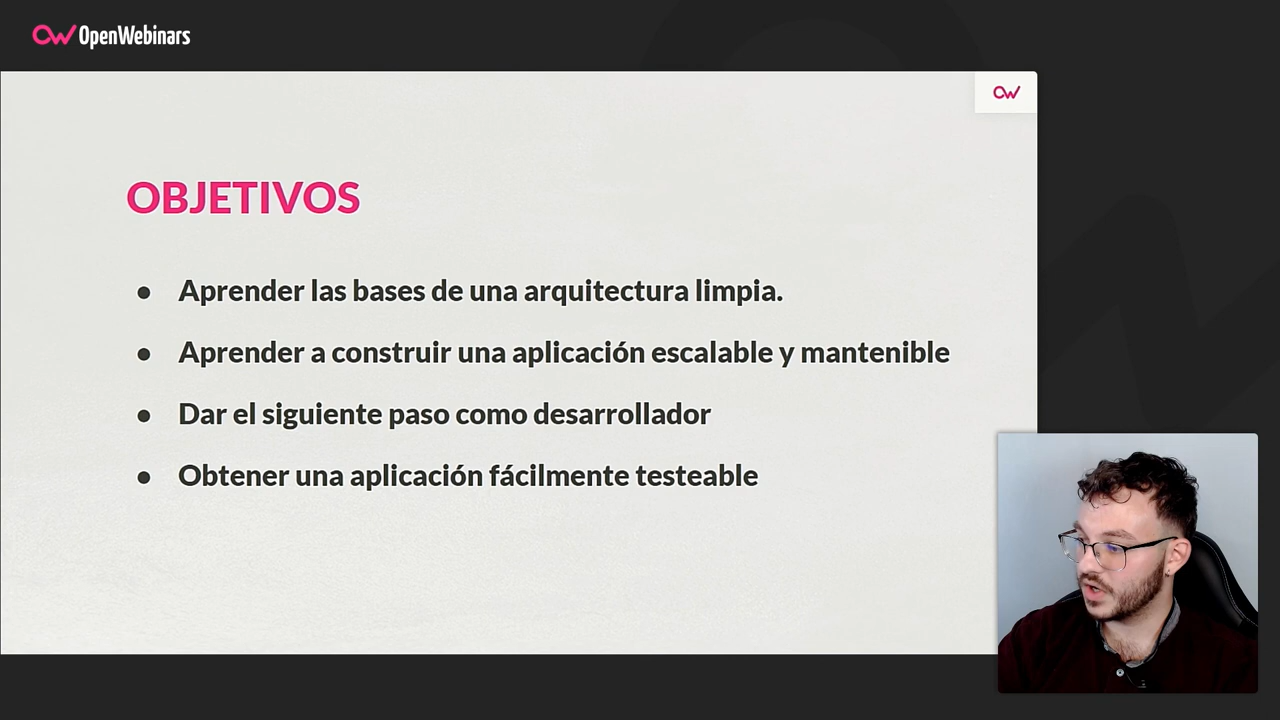 OpenWebinars
OBJETIVOS
● Aprender las bases de una arquitectura limpia.
● Aprender a construir una aplicación escalable y mantenible
● Dar el siguiente paso como desarrollador
● Obtener una aplicación fácilmente testeable